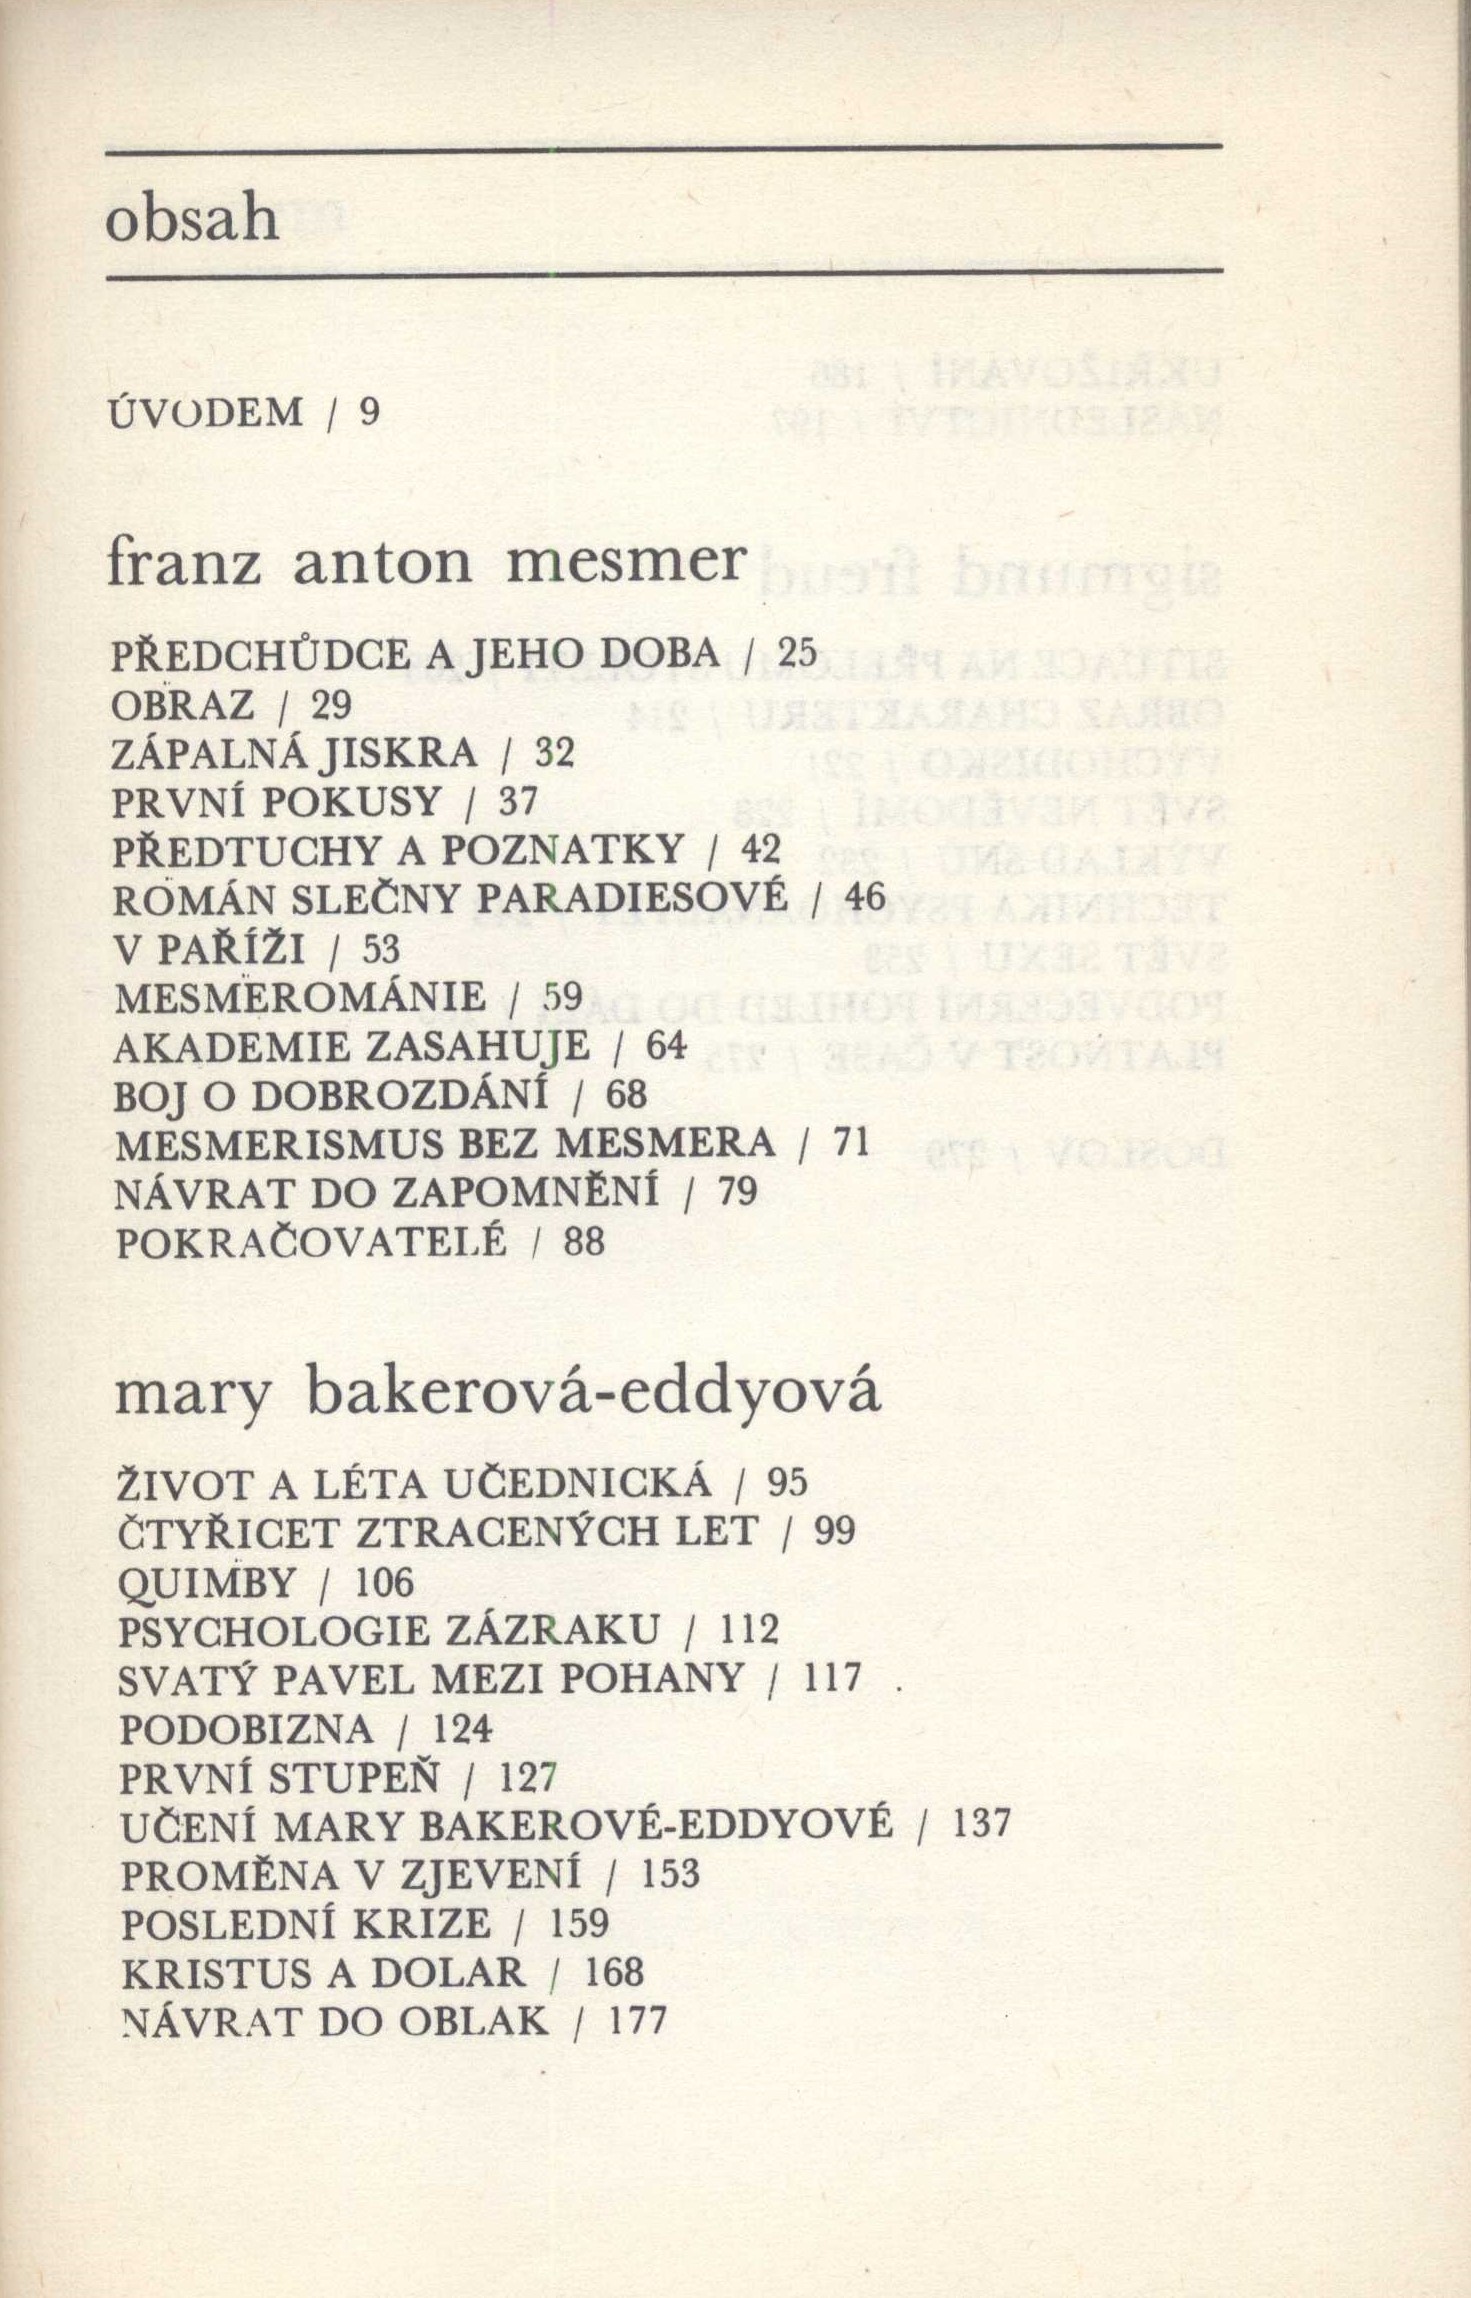 obsah
ÚVODEM / 9
franz anton mesmer
PŘEDCHŮDCE A JEHO DOBA / 25
OBRAZ / 29
ZÁPALNÁ JISKRA / 32
PRVNÍ POKUSY / 37
PŘEDTUCHY A POZNATKY / 42
ROMÁN SLEČNY PARADIESOVÉ / 46
V PAŘÍŽI / 53
MESMEROMÁNIE / 59
AKADEMIE ZASAHUJE / 64
BOJ O DOBROZDÁNÍ / 68
MESMERISMUS BEZ MESMERA / 71
NÁVRAT DO ZAPOMNĚNÍ / 79
POKRAČOVATELÉ / 88
mary bakerová-eddyová
ŽIVOT A LÉTA UČEDNICKÁ / 95
ČTYŘICET ZTRACENÝCH LET / 99
QUIMBY / 106
PSYCHOLOGIE ZÁZRAKU / 112
SVATÝ PAVEL MEZI POHANY / 117
PODOBIZNA / 124
PRVNÍ STUPEŇ / 127
UČENÍ MARY BAKEROVÉ-EDDYOVÉ / 137
PROMĚNA V ZJEVENÍ / 153
POSLEDNÍ KRIZE / 159
KRISTUS A DOLAR / 168
NÁVRAT DO OBLAK / 177